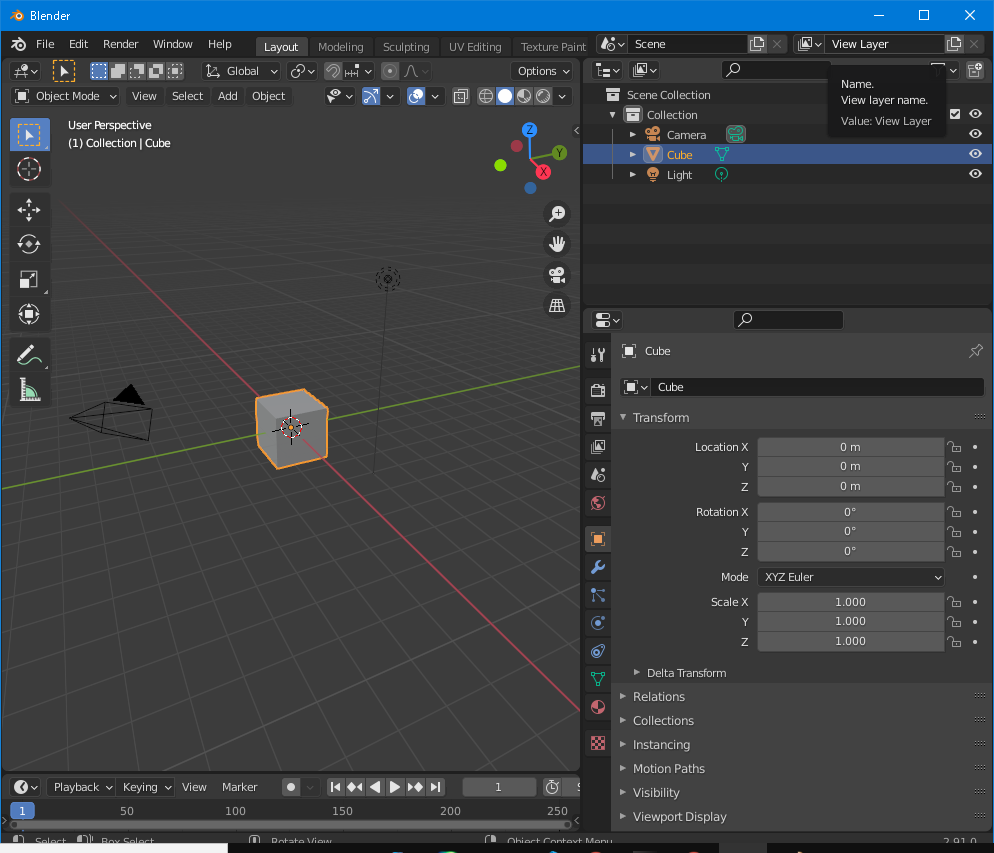 Blender
File Edit Render Window Help Layout Modeling Sculpting UV Editing Texture Paint Scene View Layer
Global Options
Object Mode View Select Add Object
User Perspective
(1) Collection | Cube
Z
Y
X
Name.
View layer name.
Value: View Layer
Scene Collection
Collection
Camera
Cube
Light
Cube
Cube
Transform
Location X 0 m
Y 0 m
Z 0 m
Rotation X 0°
Y 0°
Z 0°
Mode XYZ Euler
Scale X 1.000
Y 1.000
Z 1.000
Delta Transform
Relations
Collections
Instancing
Motion Paths
Visibility
Viewport Display
Playback Keying View Marker 1
1 50 100 150 200 250
Select Box Select Rotate View Object Context Menu 2.91.0